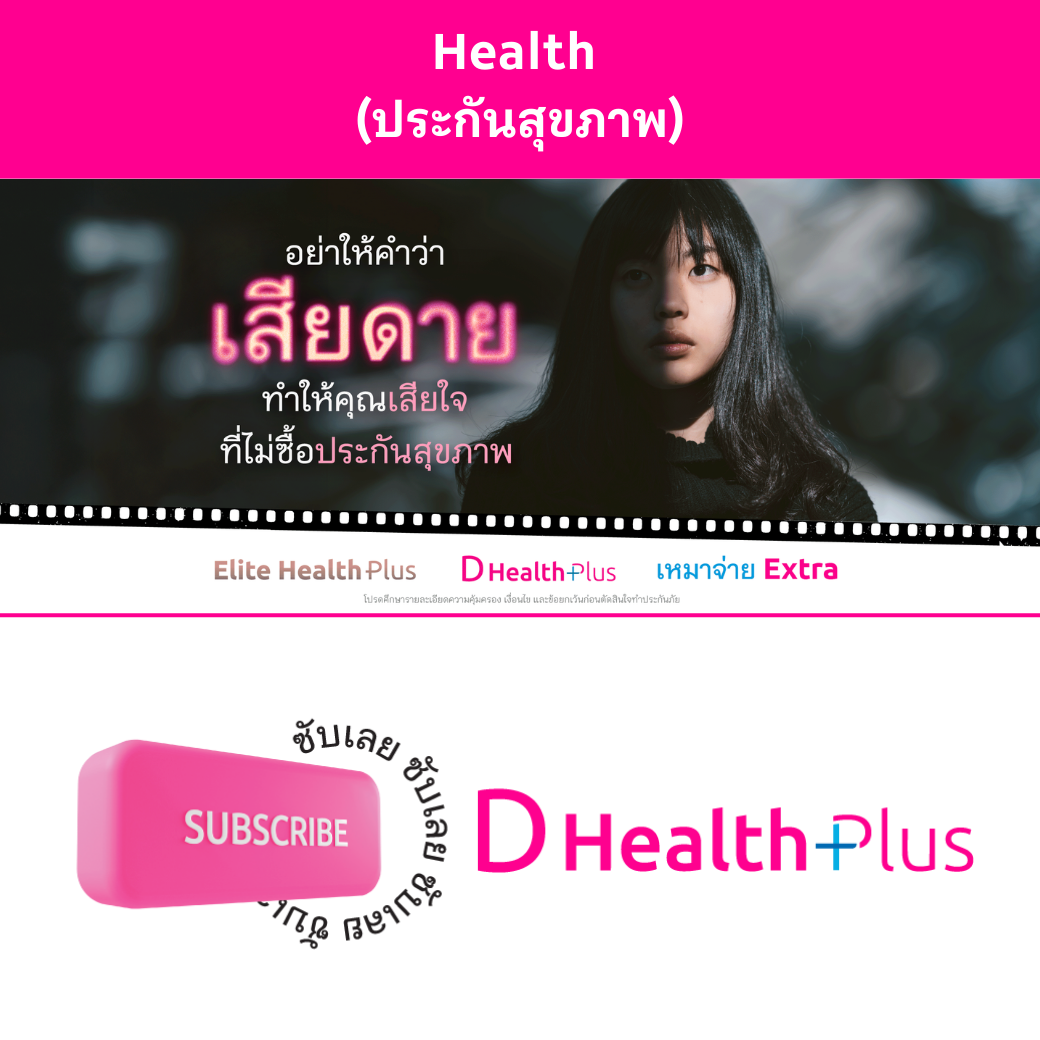 Health
(ประกันสุขภาพ)
อย่าให้คำว่า
เสียดาย
ทำให้คุณเสียใจ
ที่ไม่ซื้อประกันสุขภาพ
Elite Health Plus
D Health Plus
เหมาจ่าย Extra
โปรดศึกษารายละเอียดความคุ้มครอง เงื่อนไข และข้อยกเว้นก่อนตัดสินใจทำประกันภัย
ซับเลย ซับเลย ซับเลย ซับเ
SUBSCRIBE
D Health Plus